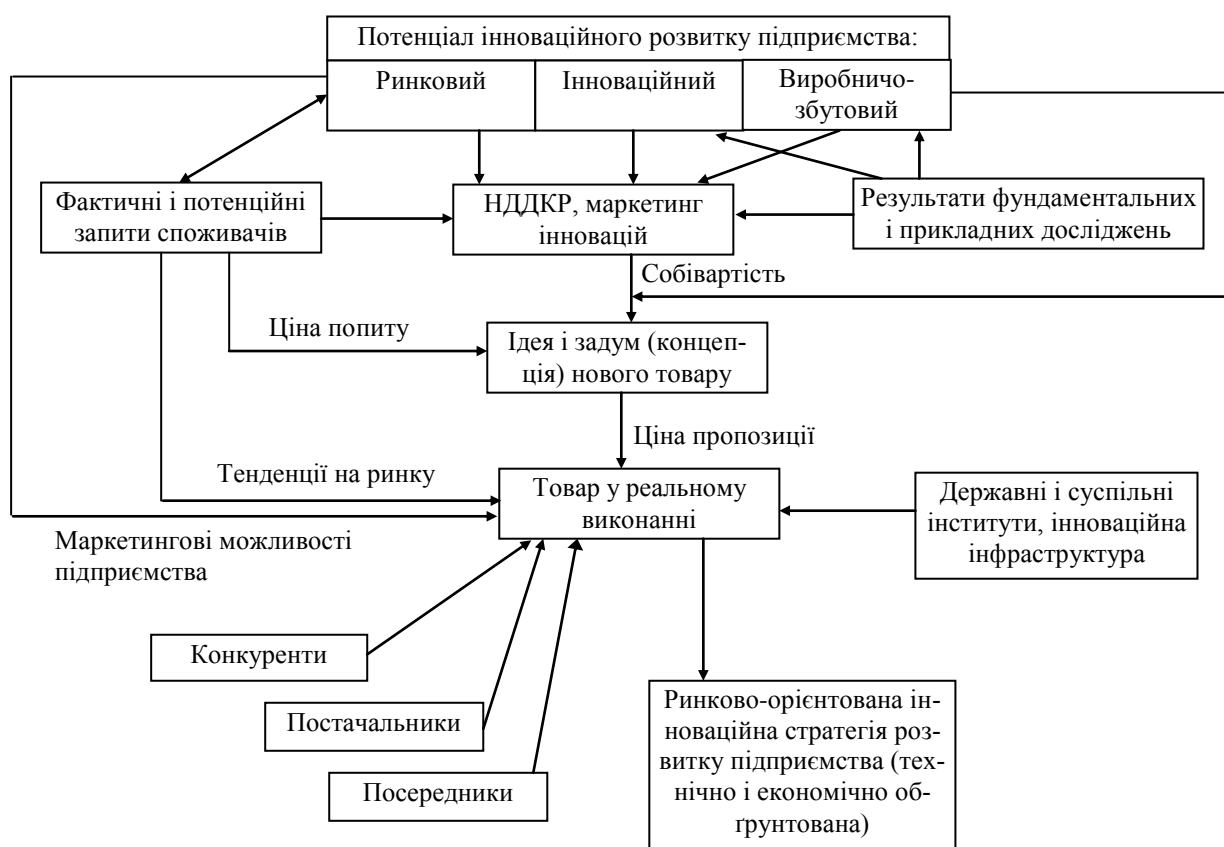 Потенціал інноваційного розвитку підприємства:
Ринковий
Інноваційний
Виробничо-
збутовий
Фактичні і потенційні
запити споживачів
НДДКР, маркетинг
інновацій
Результати фундаментальних
і прикладних досліджень
Собівартість
Ціна попиту
Ідея і задум (концеп-
ція) нового товару
Ціна пропозиції
Тенденції на ринку
Товар у реальному
виконанні
Державні і суспільні
інститути, інноваційна
інфраструктура
Маркетингові можливості
підприємства
Конкуренти
Постачальники
Посередники
Ринково-орієнтована ін-
новаційна стратегія роз-
витку підприємства (тех-
нічно і економічно об-
ґрунтована)